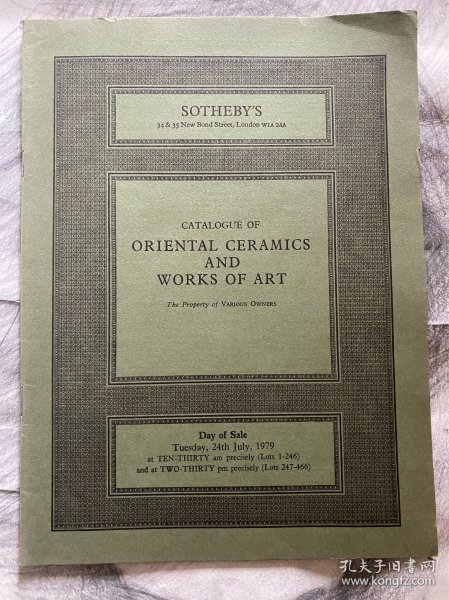 SOTHEBY'S
34 & 35 New Bond Street, London W1A 2AA
CATALOGUE OF
ORIENTAL CERAMICS
AND
WORKS OF ART
The Property of VARIOUS OWNERS
Day of Sale
Tuesday, 24th July, 1979
at TEN-THIRTY am precisely (Lots 1-246)
and at TWO-THIRTY pm precisely (Lots 247-466)
孔夫子旧书网
www.kongfz.com